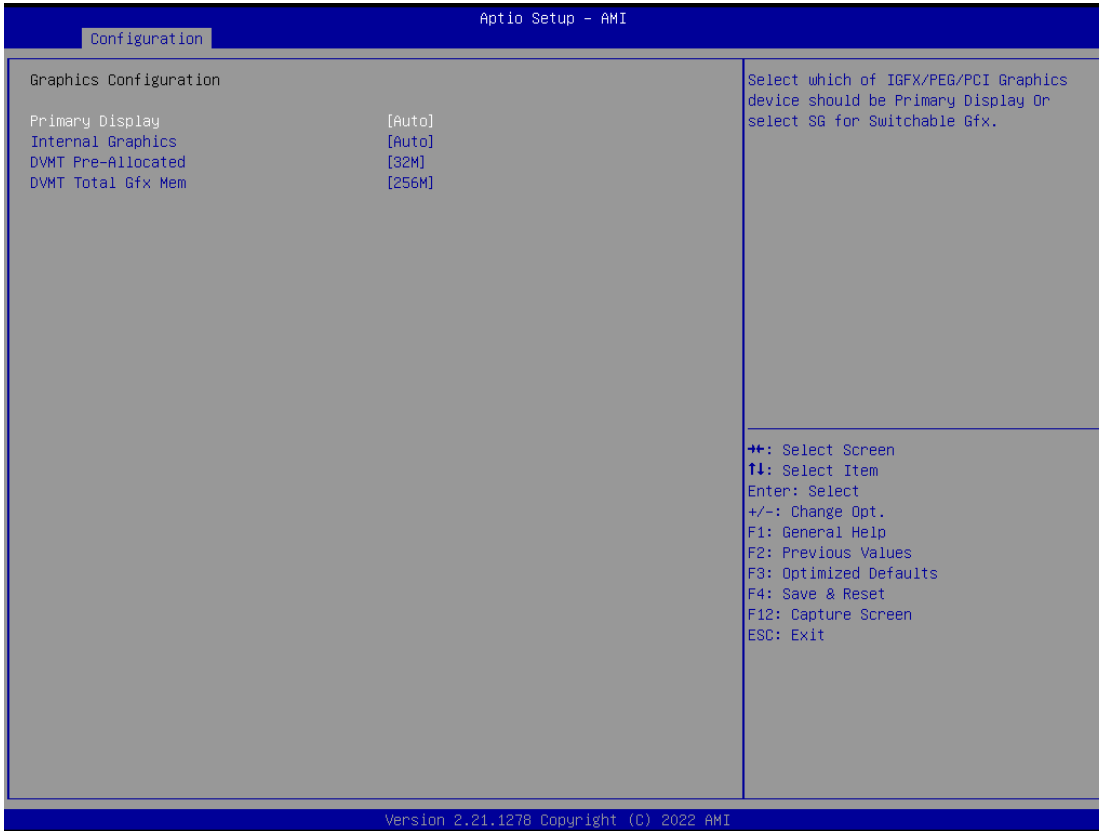 Aptio Setup – AMI
Configuration
Graphics Configuration
Primary Display [Auto]
Internal Graphics [Auto]
DVMT Pre-Allocated [32M]
DVMT Total Gfx Mem [256M]
Select which of IGFX/PEG/PCI Graphics
device should be Primary Display Or
select SG for Switchable Gfx.
→←: Select Screen
↑↓: Select Item
Enter: Select
+/-: Change Opt.
F1: General Help
F2: Previous Values
F3: Optimized Defaults
F4: Save & Reset
F12: Capture Screen
ESC: Exit
Version 2.21.1278 Copyright (C) 2022 AMI